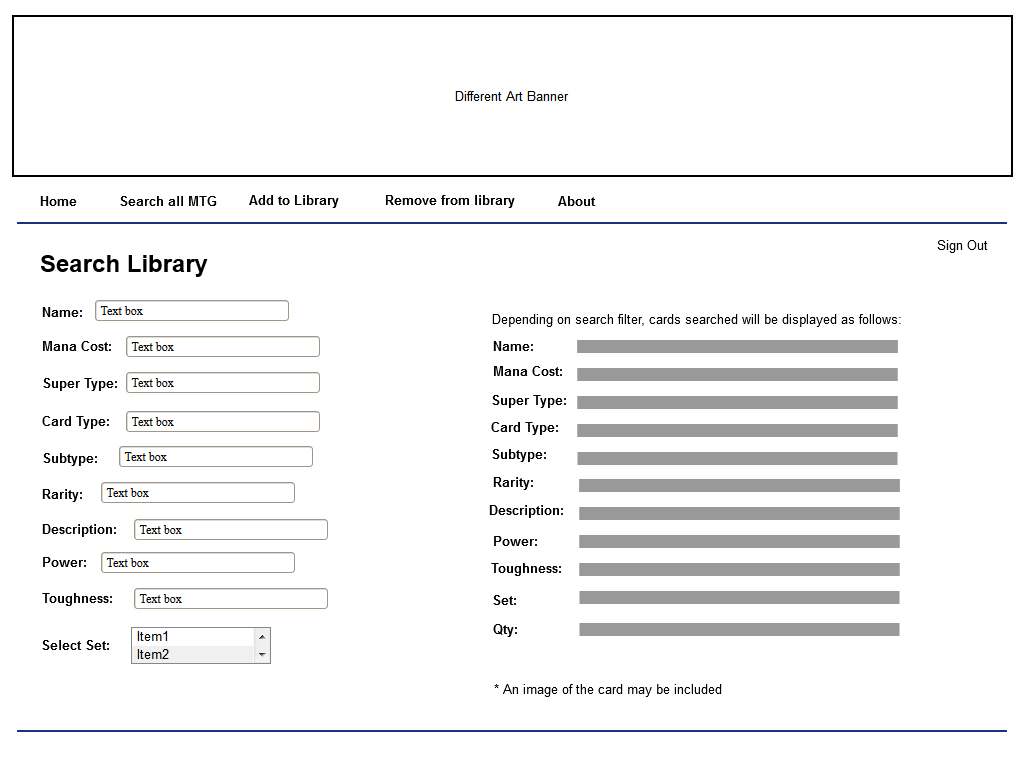 Different Art Banner
Home Search all MTG Add to Library Remove from library About
Sign Out
Search Library
Name: Text box
Mana Cost: Text box
Super Type: Text box
Card Type: Text box
Subtype: Text box
Rarity: Text box
Description: Text box
Power: Text box
Toughness: Text box
Select Set: Item1
Item2
Depending on search filter, cards searched will be displayed as follows:
Name:
Mana Cost:
Super Type:
Card Type:
Subtype:
Rarity:
Description:
Power:
Toughness:
Set:
Qty:
* An image of the card may be included